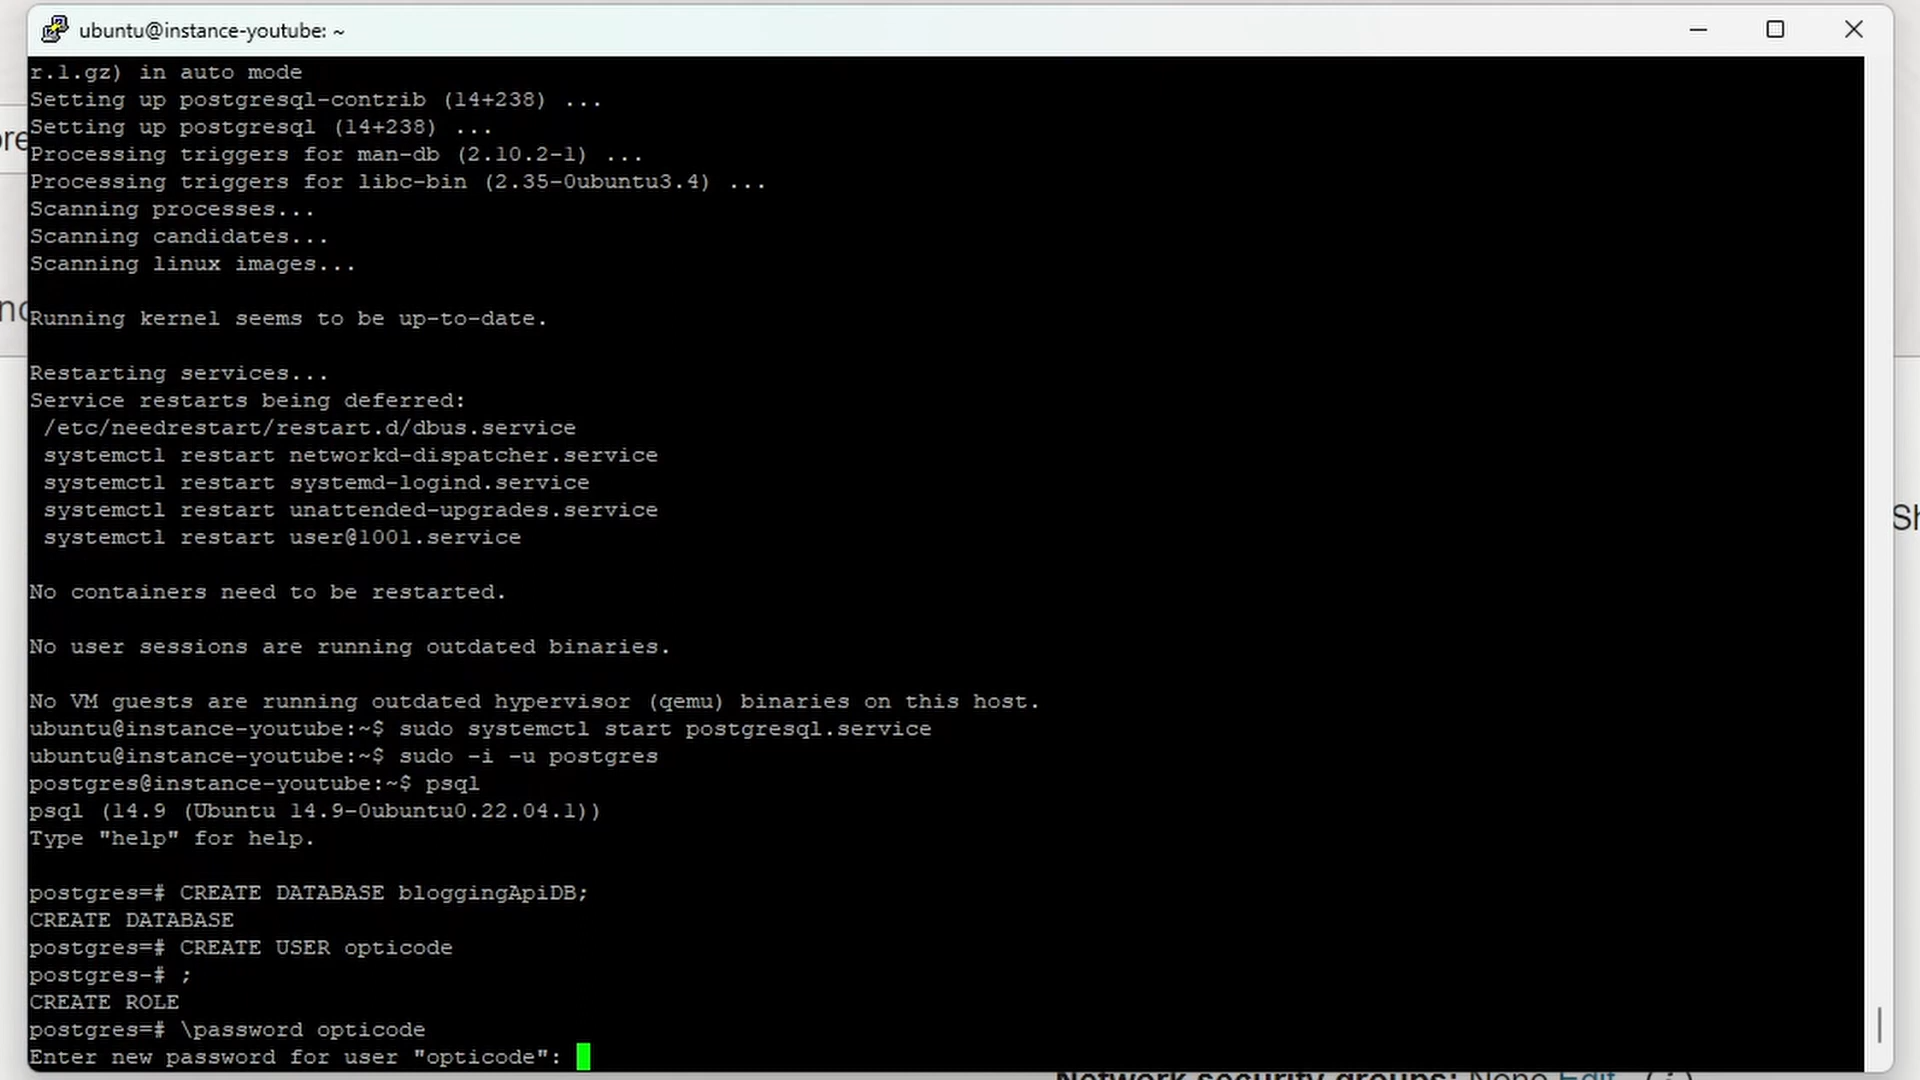 ubuntu@instance-youtube: ~
r.1.gz) in auto mode
Setting up postgresql-contrib (14+238) ...
Setting up postgresql (14+238) ...
Processing triggers for man-db (2.10.2-1) ...
Processing triggers for libc-bin (2.35-0ubuntu3.4) ...
Scanning processes...
Scanning candidates...
Scanning linux images...
Running kernel seems to be up-to-date.
Restarting services...
Service restarts being deferred:
/etc/needrestart/restart.d/dbus.service
systemctl restart networkd-dispatcher.service
systemctl restart systemd-logind.service
systemctl restart unattended-upgrades.service
systemctl restart user@1001.service
No containers need to be restarted.
No user sessions are running outdated binaries.
No VM guests are running outdated hypervisor (qemu) binaries on this host.
ubuntu@instance-youtube:~$ sudo systemctl start postgresql.service
ubuntu@instance-youtube:~$ sudo -i -u postgres
postgres@instance-youtube:~$ psql
psql (14.9 (Ubuntu 14.9-0ubuntu0.22.04.1))
Type "help" for help.
postgres=# CREATE DATABASE bloggingApiDB;
CREATE DATABASE
postgres=# CREATE USER opticode
postgres-# ;
CREATE ROLE
postgres=# \password opticode
Enter new password for user "opticode":
Network security groups: None Edit